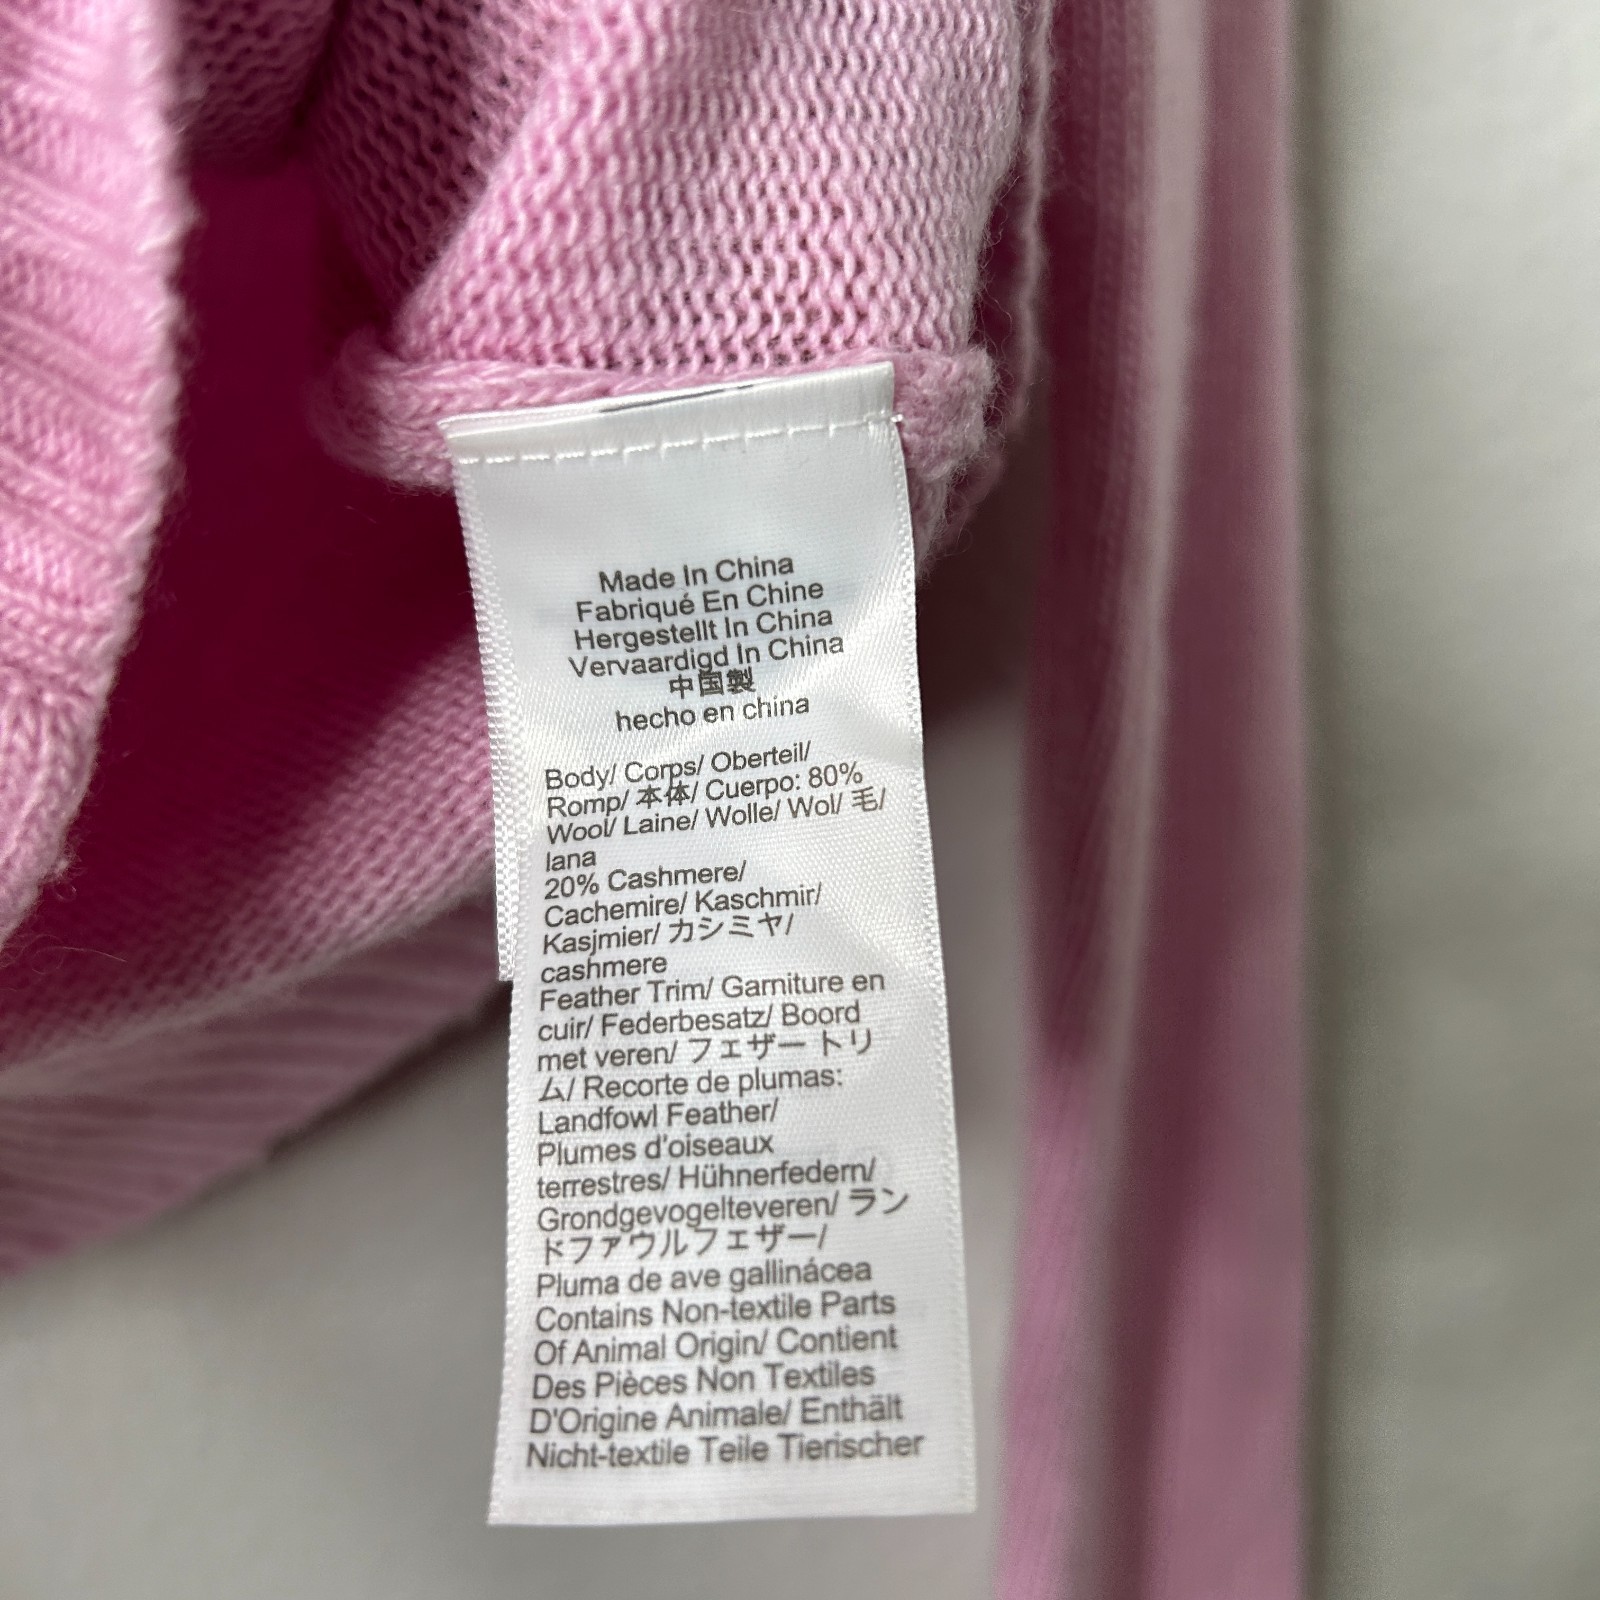 Made In China
Fabriqué En Chine
Hergestellt In China
Vervaardigd In China
中国製
hecho en china
Body/ Corps/ Oberteil/
Romp/ 本体/ Cuerpo: 80%
Wool/ Laine/ Wolle/ Wol/ 毛/
lana
20% Cashmere/
Cachemire/ Kaschmir/
Kasjmier/ カシミヤ/
cashmere
Feather Trim/ Garniture en
cuir/ Federbesatz/ Boord
met veren/ フェザー トリ
ム/ Recorte de plumas:
Landfowl Feather/
Plumes d'oiseaux
terrestres/ Hühnerfedern/
Grondgevogelteveren/ ラン
ドファウルフェザー/
Pluma de ave gallinácea
Contains Non-textile Parts
Of Animal Origin/ Contient
Des Pièces Non Textiles
D'Origine Animale/ Enthält
Nicht-textile Teile Tierischer